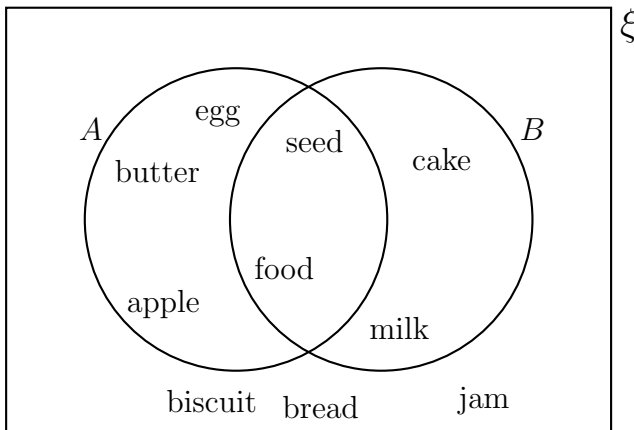 ξ
egg
A
seed
B
butter
cake
food
apple
milk
biscuit
bread
jam